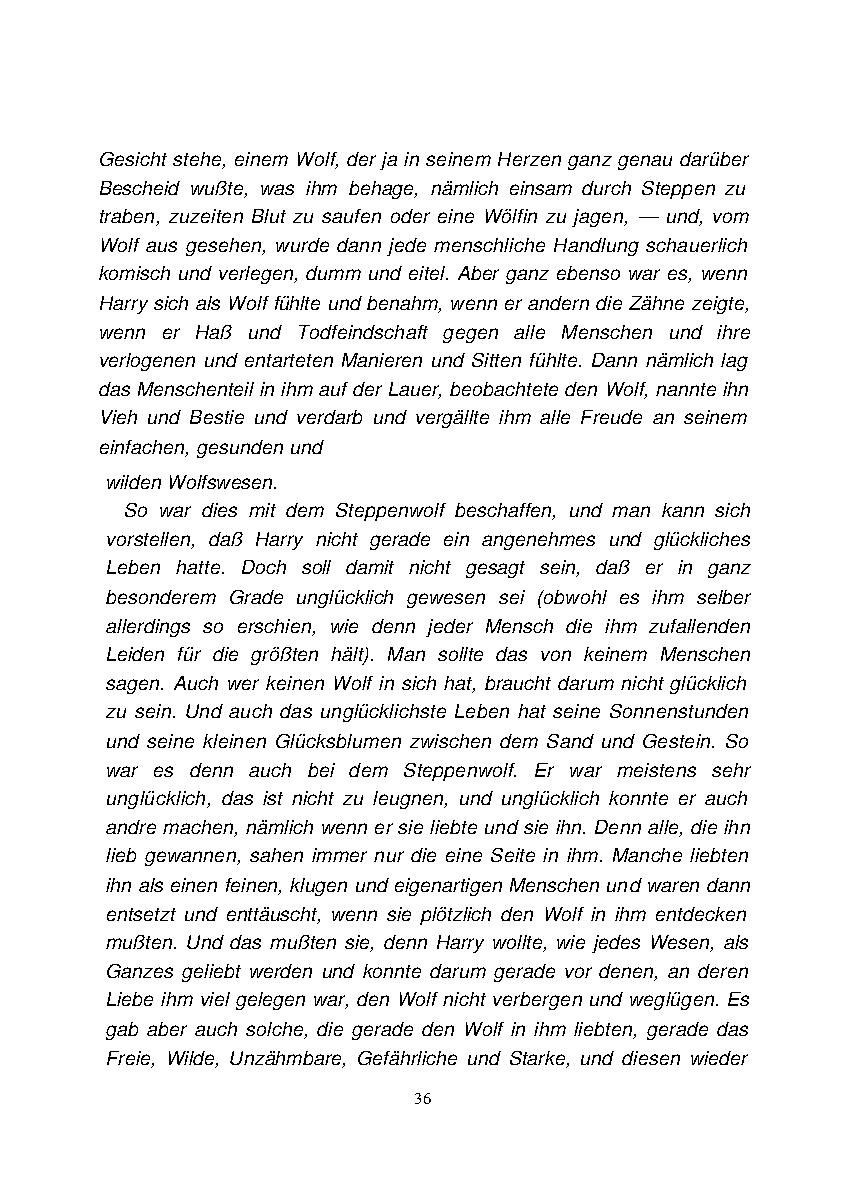 Gesicht stehe, einem Wolf, der ja in seinem Herzen ganz genau darüber
Bescheid wußte, was ihm behage, nämlich einsam durch Steppen zu
traben, zuzeiten Blut zu saufen oder eine Wölfin zu jagen, — und, vom
Wolf aus gesehen, wurde dann jede menschliche Handlung schauerlich
komisch und verlegen, dumm und eitel. Aber ganz ebenso war es, wenn
Harry sich als Wolf fühlte und benahm, wenn er andern die Zähne zeigte,
wenn er Haß und Todfeindschaft gegen alle Menschen und ihre
verlogenen und entarteten Manieren und Sitten fühlte. Dann nämlich lag
das Menschenteil in ihm auf der Lauer, beobachtete den Wolf, nannte ihn
Vieh und Bestie und verdarb und vergällte ihm alle Freude an seinem
einfachen, gesunden und
wilden Wolfswesen.
So war dies mit dem Steppenwolf beschaffen, und man kann sich
vorstellen, daß Harry nicht gerade ein angenehmes und glückliches
Leben hatte. Doch soll damit nicht gesagt sein, daß er in ganz
besonderem Grade unglücklich gewesen sei (obwohl es ihm selber
allerdings so erschien, wie denn jeder Mensch die ihm zufallenden
Leiden für die größten hält). Man sollte das von keinem Menschen
sagen. Auch wer keinen Wolf in sich hat, braucht darum nicht glücklich
zu sein. Und auch das unglücklichste Leben hat seine Sonnenstunden
und seine kleinen Glücksblumen zwischen dem Sand und Gestein. So
war es denn auch bei dem Steppenwolf. Er war meistens sehr
unglücklich, das ist nicht zu leugnen, und unglücklich konnte er auch
andre machen, nämlich wenn er sie liebte und sie ihn. Denn alle, die ihn
lieb gewannen, sahen immer nur die eine Seite in ihm. Manche liebten
ihn als einen feinen, klugen und eigenartigen Menschen und waren dann
entsetzt und enttäuscht, wenn sie plötzlich den Wolf in ihm entdecken
mußten. Und das mußten sie, denn Harry wollte, wie jedes Wesen, als
Ganzes geliebt werden und konnte darum gerade vor denen, an deren
Liebe ihm viel gelegen war, den Wolf nicht verbergen und weglügen. Es
gab aber auch solche, die gerade den Wolf in ihm liebten, gerade das
Freie, Wilde, Unzähmbare, Gefährliche und Starke, und diesen wieder
36